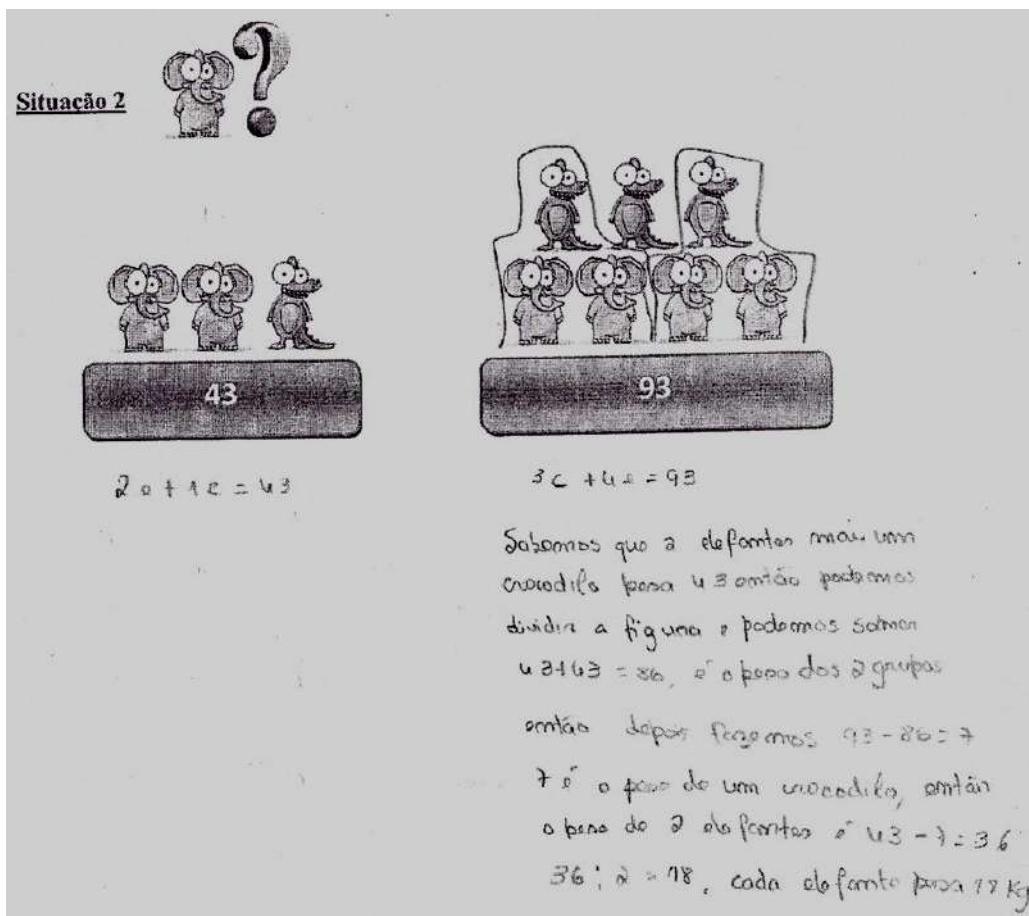 Situação 2
?
43
93
2e + 1c = 43
3c + 4e = 93
Sabemos que 2 elefantes mais um
crocodilo pesa 43 então podemos
dividir a figura e podemos somar
43+43 = 86, é o peso dos 2 grupos
então depois fazemos 93-86=7
7 é o peso do um crocodilo, então
o peso de 2 elefantes é 43-7=36
36:2=18, cada elefante pesa 18 Kg